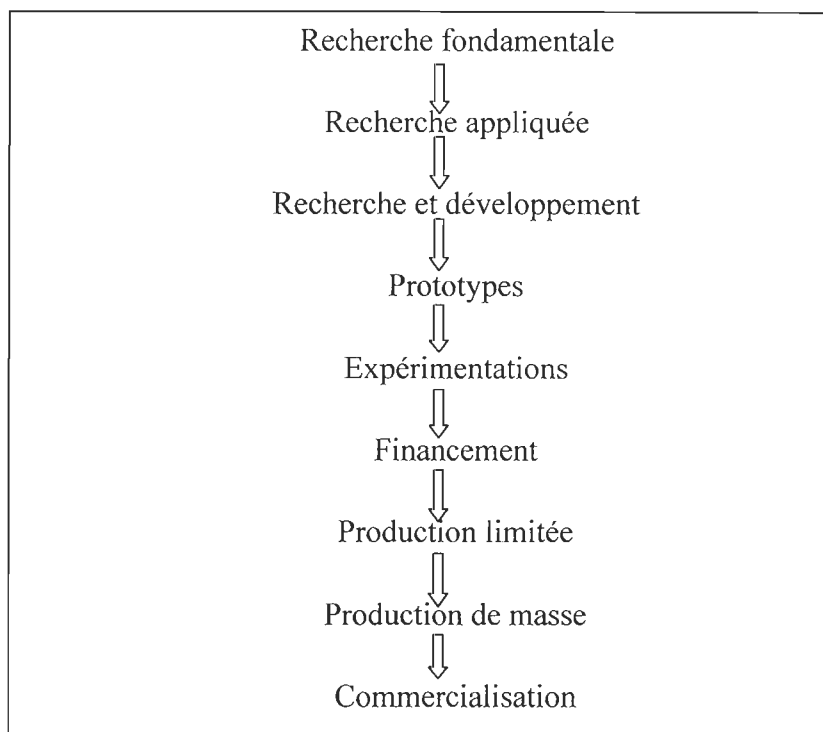 Recherche fondamentale
Recherche appliquée
Recherche et développement
Prototypes
Expérimentations
Financement
Production limitée
Production de masse
Commercialisation